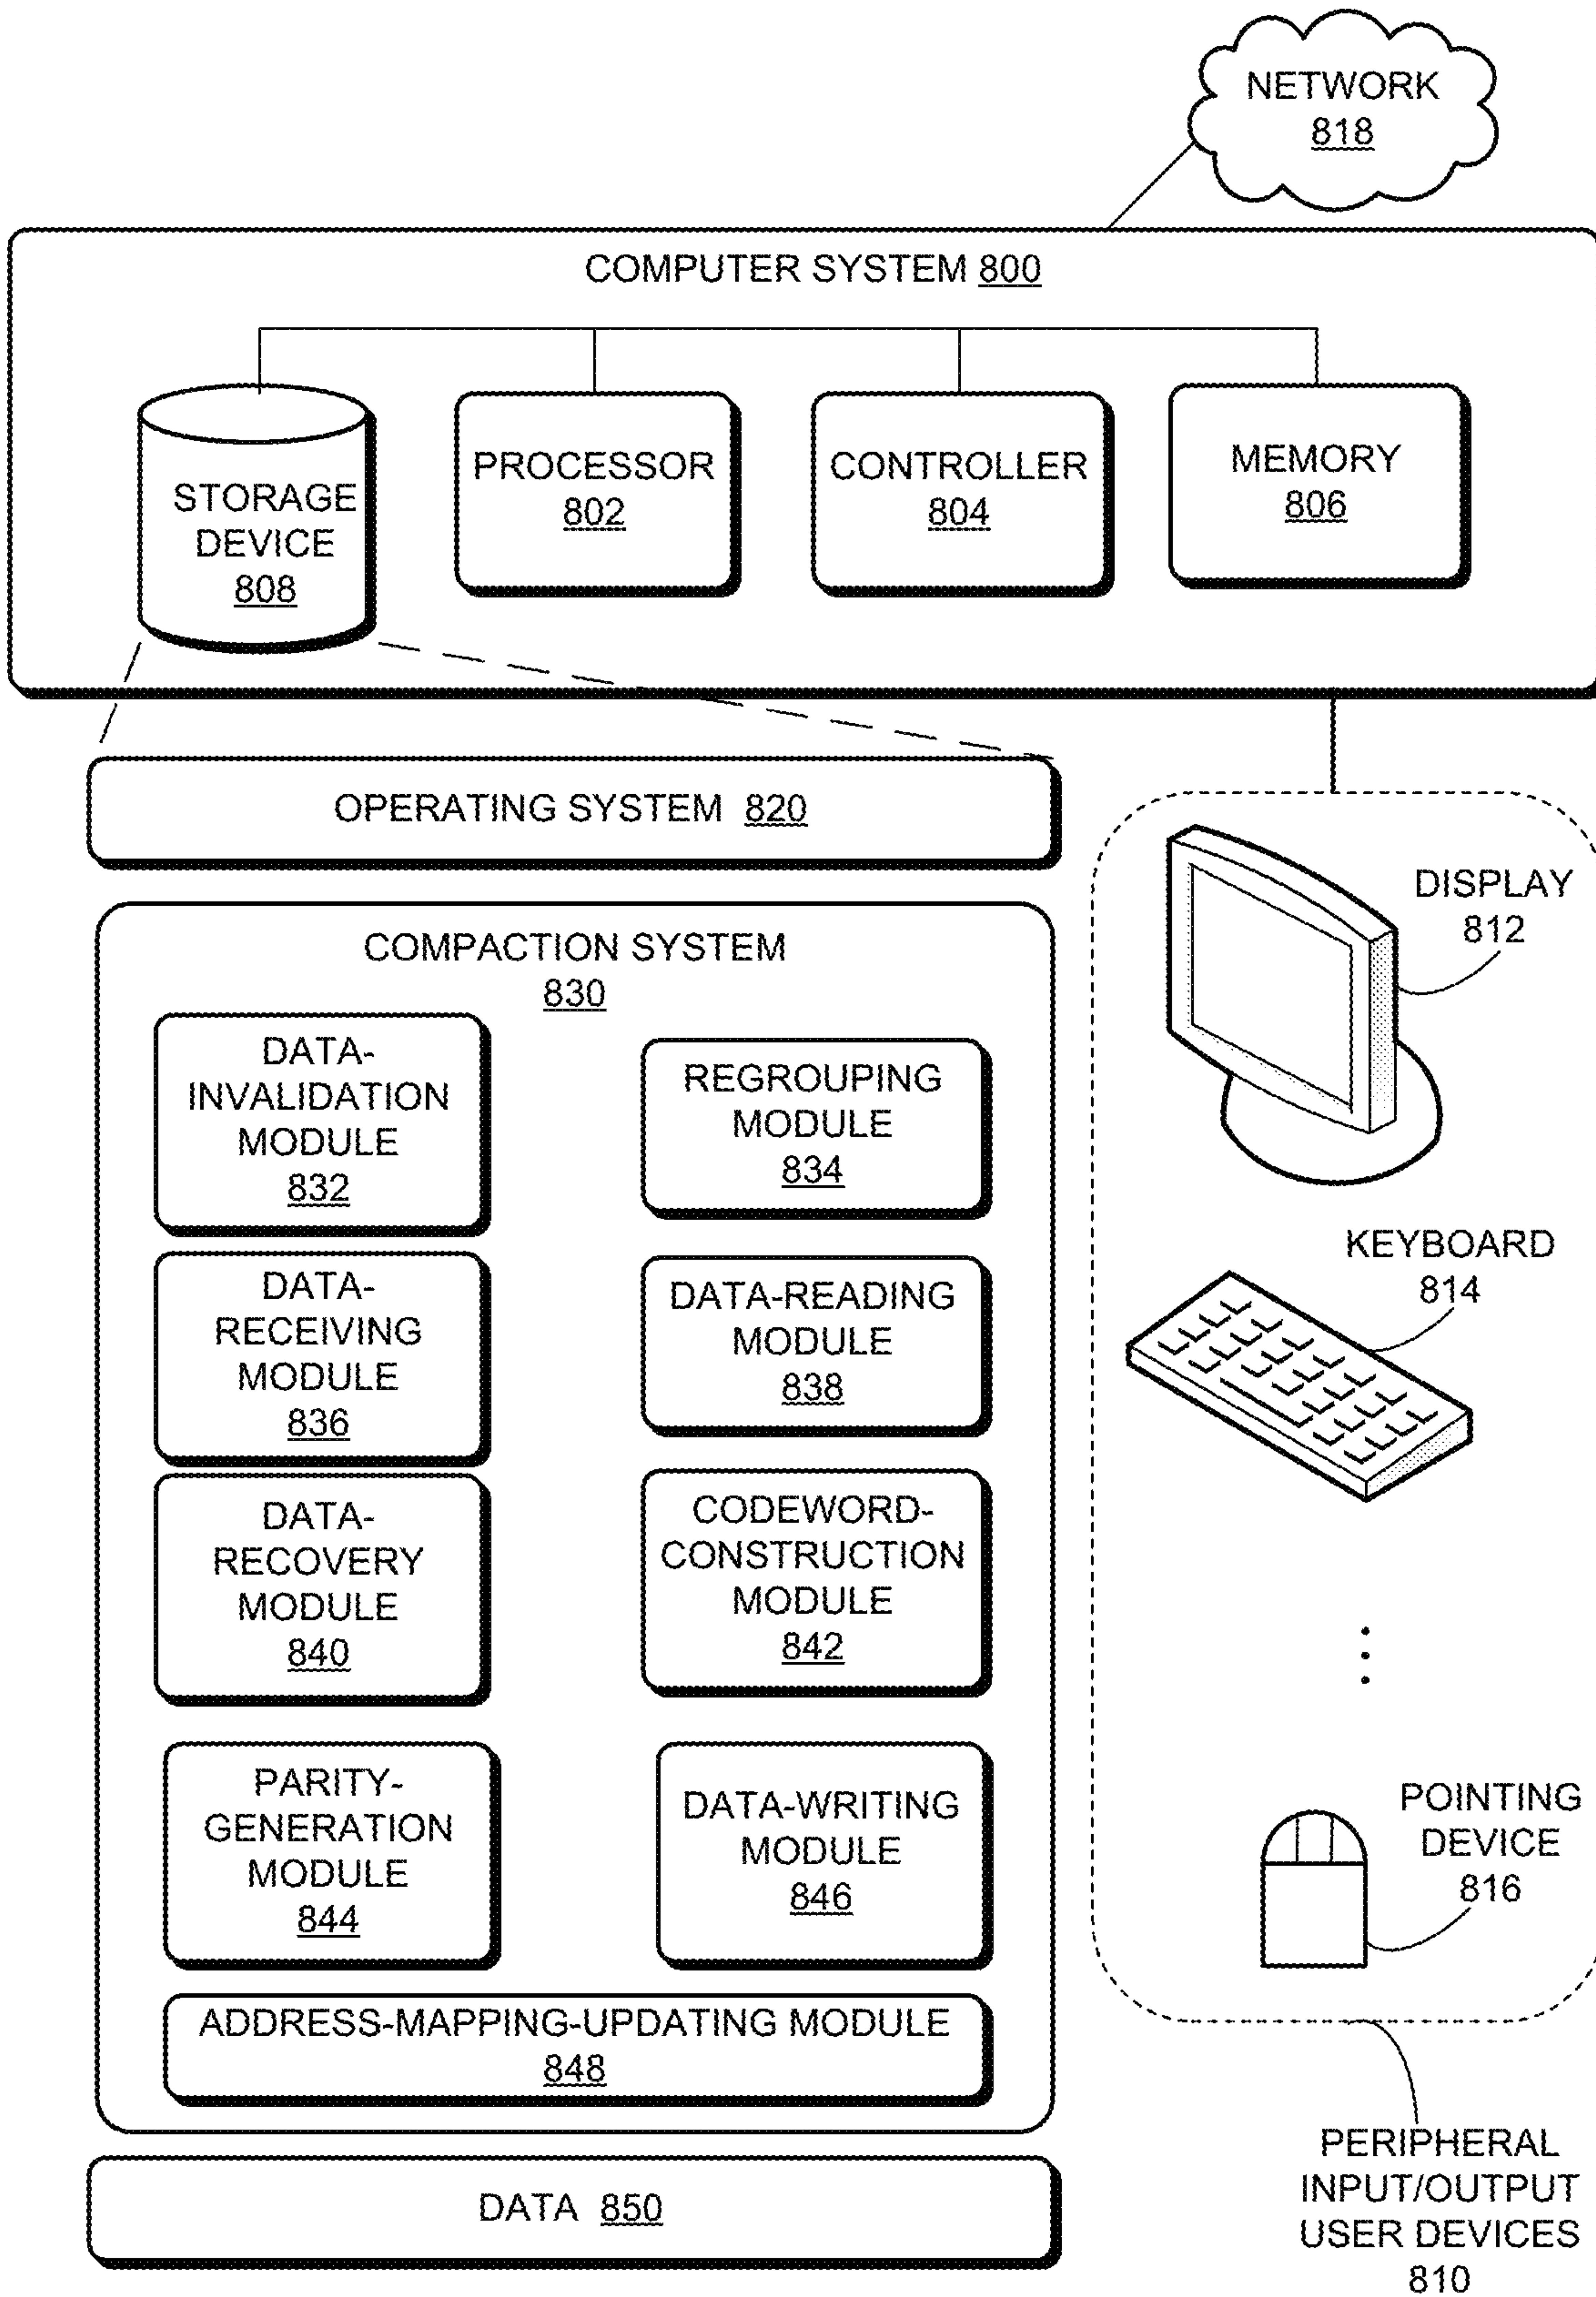 NETWORK
818
COMPUTER SYSTEM 800
STORAGE
DEVICE
808
PROCESSOR
802
CONTROLLER
804
MEMORY
806
OPERATING SYSTEM 820
COMPACTION SYSTEM
830
DATA-
INVALIDATION
MODULE
832
REGROUPING
MODULE
834
DATA-
RECEIVING
MODULE
836
DATA-READING
MODULE
838
DATA-
RECOVERY
MODULE
840
CODEWORD-
CONSTRUCTION
MODULE
842
PARITY-
GENERATION
MODULE
844
DATA-WRITING
MODULE
846
ADDRESS-MAPPING-UPDATING MODULE
848
DATA 850
DISPLAY
812
KEYBOARD
814
POINTING
DEVICE
816
PERIPHERAL
INPUT/OUTPUT
USER DEVICES
810